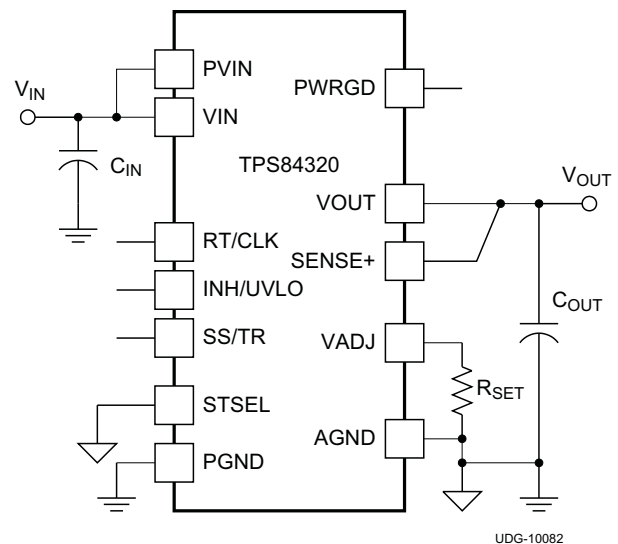 PVIN
PWRGD
V_IN
VIN
C_IN
TPS84320
VOUT
V_OUT
RT/CLK
SENSE+
INH/UVLO
C_OUT
SS/TR
VADJ
R_SET
STSEL
AGND
PGND
UDG-10082